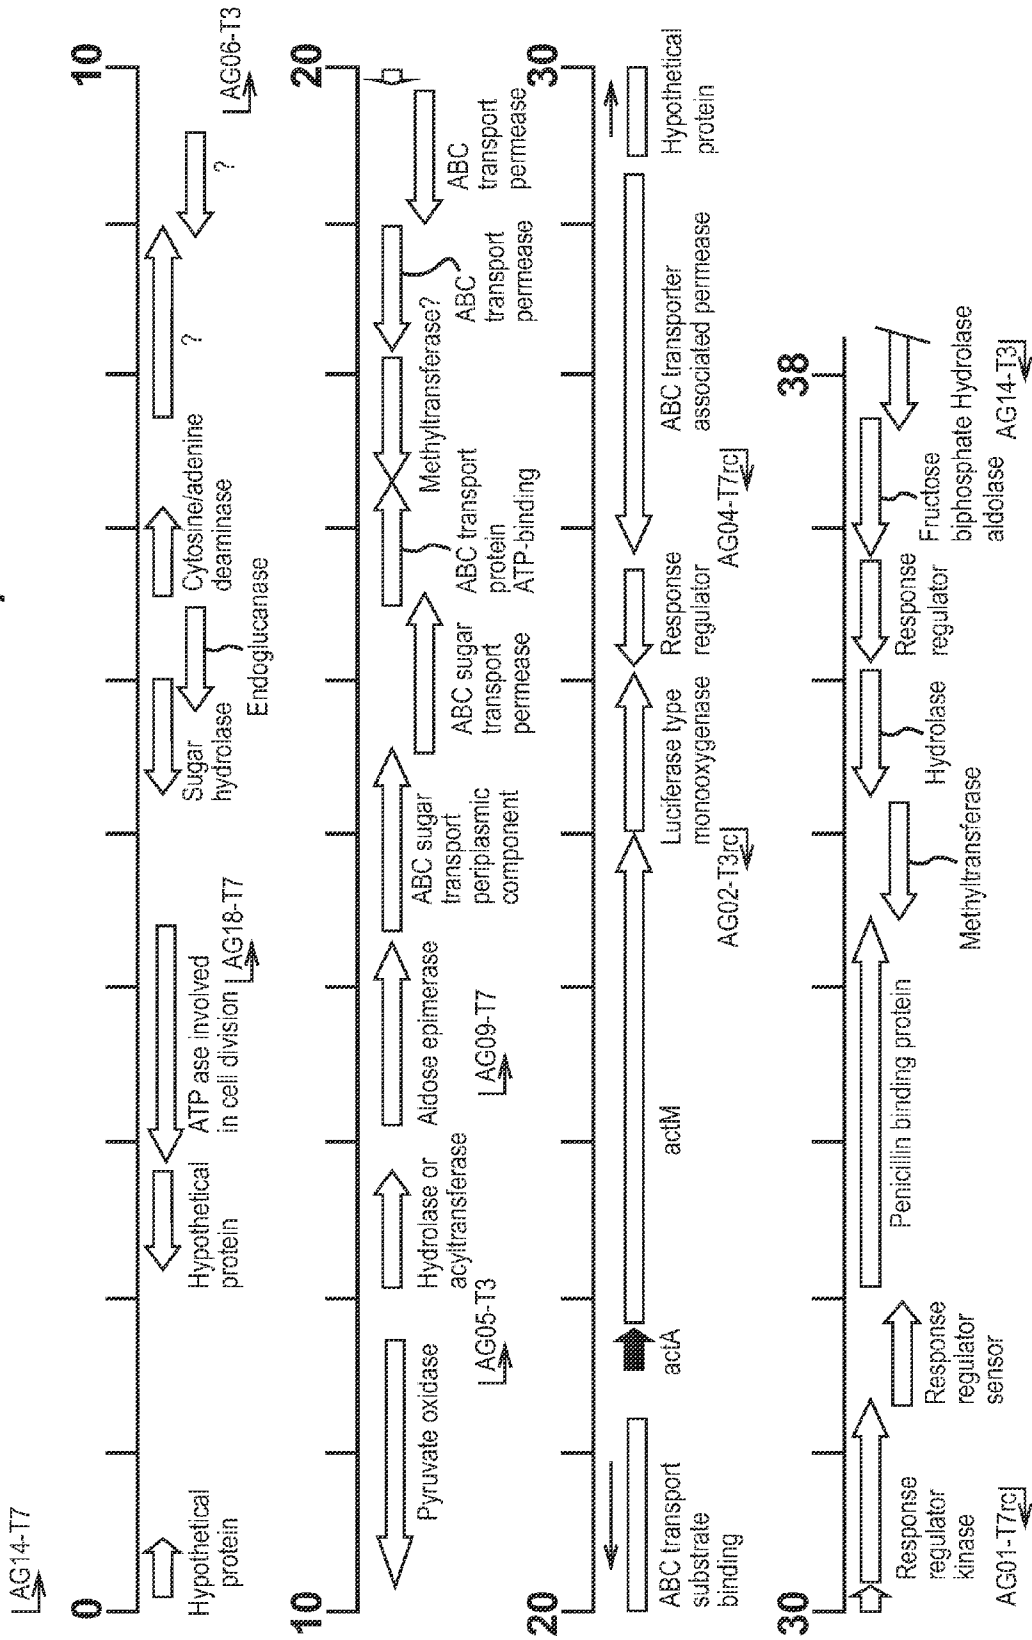 AG14-T7
0
10
Hypothetical
protein
Hypothetical
protein
ATP ase involved
in cell division
AG18-T7
Sugar
hydrolase
Endoglucanase
Cytosine/adenine
deaminase
?
?
AG06-T3
10
20
Pyruvate oxidase
AG05-T3
Hydrolase or
acyltransferase
Aldose epimerase
AG09-T7
ABC sugar
transport
periplasmic
component
ABC sugar
transport
permease
ABC transport
protein
ATP-binding
Methyltransferase?
ABC
transport
permease
ABC
transport
permease
20
30
ABC transport
substrate
binding
actA
actM
AG02-T3rc
Luciferase type
monooxygenase
Response
regulator
AG04-T7rc
ABC transporter
associated permease
Hypothetical
protein
30
38
AG01-T7rc
Response
regulator
kinase
Response
regulator
sensor
Penicillin binding protein
Methyltransferase
Hydrolase
Response
regulator
Fructose
biphosphate Hydrolase
aldolase
AG14-T3